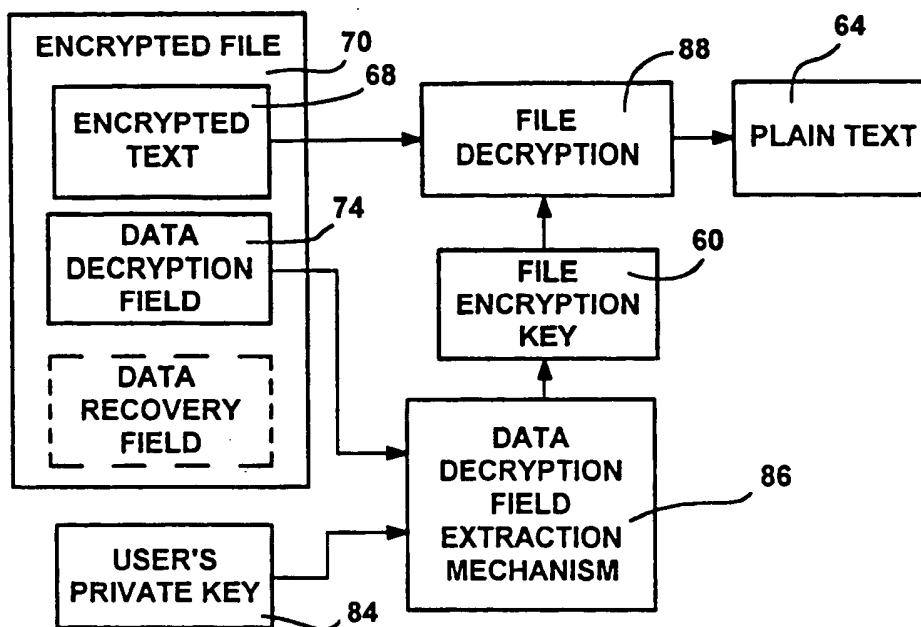 ENCRYPTED FILE
70
68
ENCRYPTED
TEXT
74
DATA
DECRYPTION
FIELD
DATA
RECOVERY
FIELD
USER'S
PRIVATE KEY
84
88
FILE
DECRYPTION
64
PLAIN TEXT
60
FILE
ENCRYPTION
KEY
DATA
DECRYPTION
FIELD
EXTRACTION
MECHANISM
86